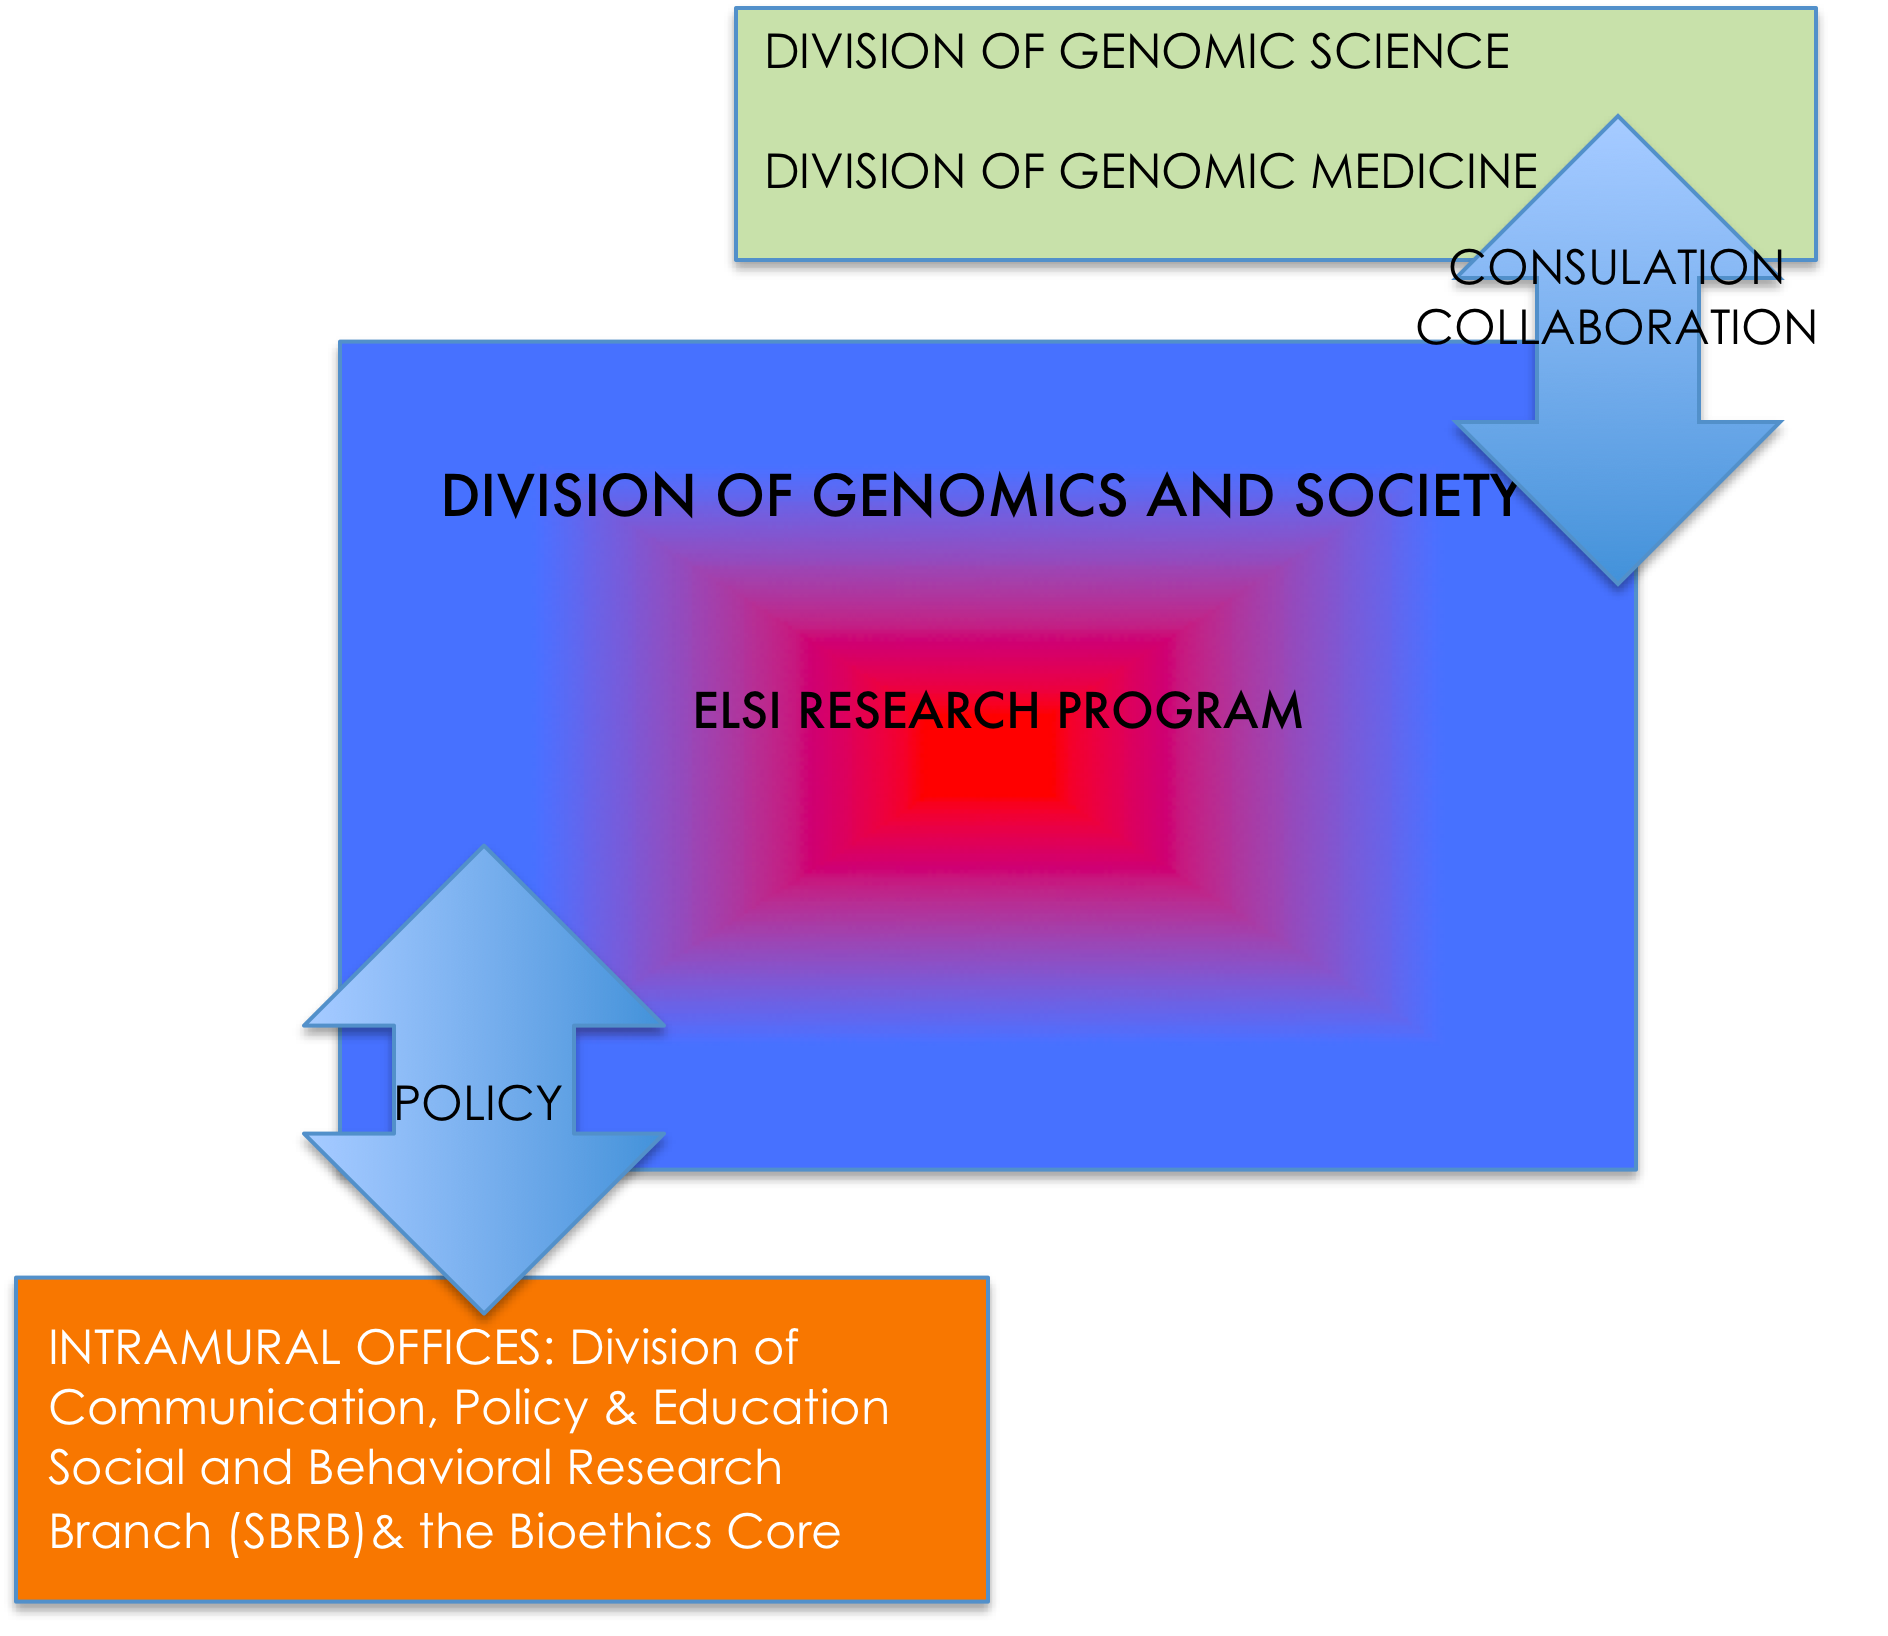 DIVISION OF GENOMIC SCIENCE
DIVISION OF GENOMIC MEDICINE
CONSULATION
COLLABORATION
DIVISION OF GENOMICS AND SOCIETY
ELSI RESEARCH PROGRAM
POLICY
INTRAMURAL OFFICES: Division of
Communication, Policy & Education
Social and Behavioral Research
Branch (SBRB)& the Bioethics Core